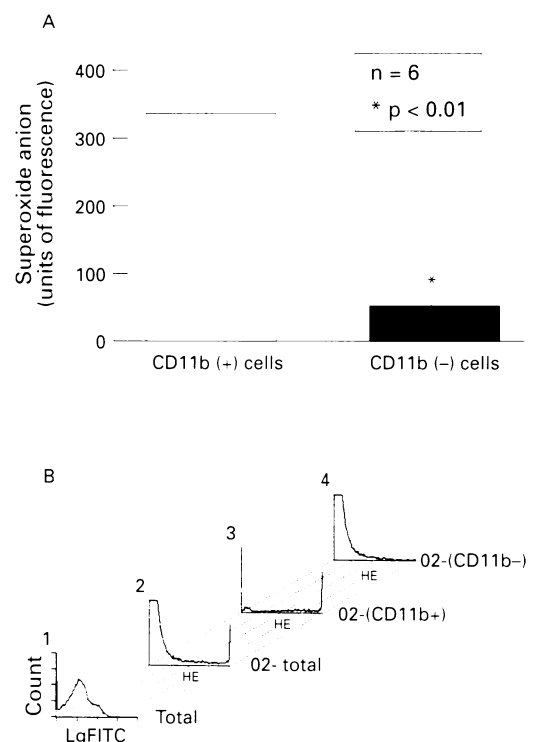 A
Superoxide anion
(units of fluorescence)
400
300
200
100
0
n = 6
* p < 0.01
*
CD11b (+) cells
CD11b (–) cells
B
4
02-(CD11b–)
HE
3
02-(CD11b+)
HE
2
02- total
HE
1
Count
Total
LgFITC